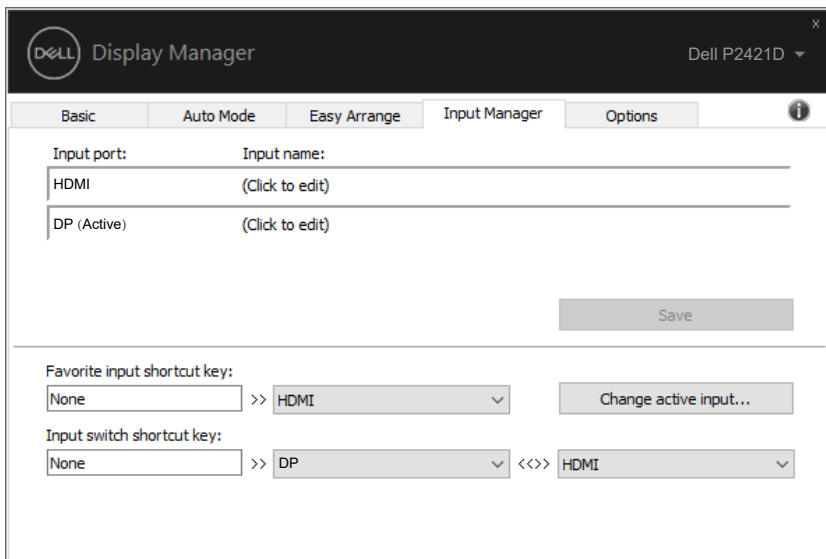 x
DELL Display Manager Dell P2421D
Basic Auto Mode Easy Arrange Input Manager Options i
Input port: Input name:
HDMI (Click to edit)
DP (Active) (Click to edit)
Save
Favorite input shortcut key:
None >> HDMI Change active input...
Input switch shortcut key:
None >> DP <<>> HDMI